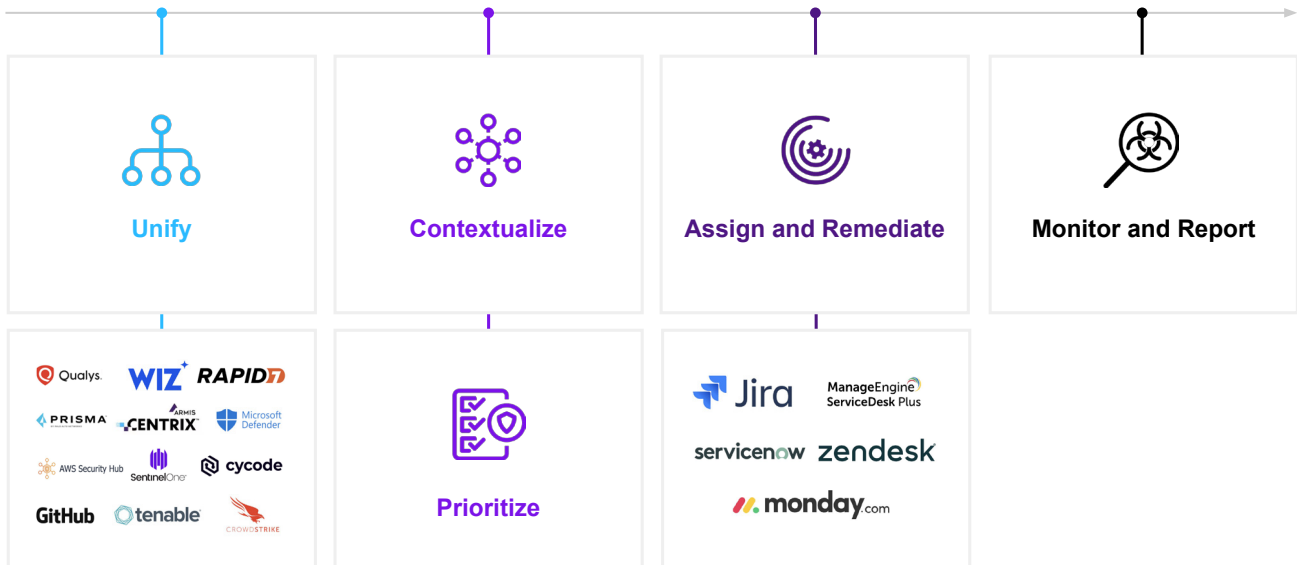 Unify
Contextualize
Assign and Remediate
Monitor and Report
Qualys.
WIZ
RAPID7
PRISMA
ARMIS
CENTRIX™
Microsoft
Defender
AWS Security Hub
SentinelOne
cycode
GitHub
tenable
CROWDSTRIKE
Prioritize
Jira
ManageEngine
ServiceDesk Plus
servicenow
zendesk
monday.com